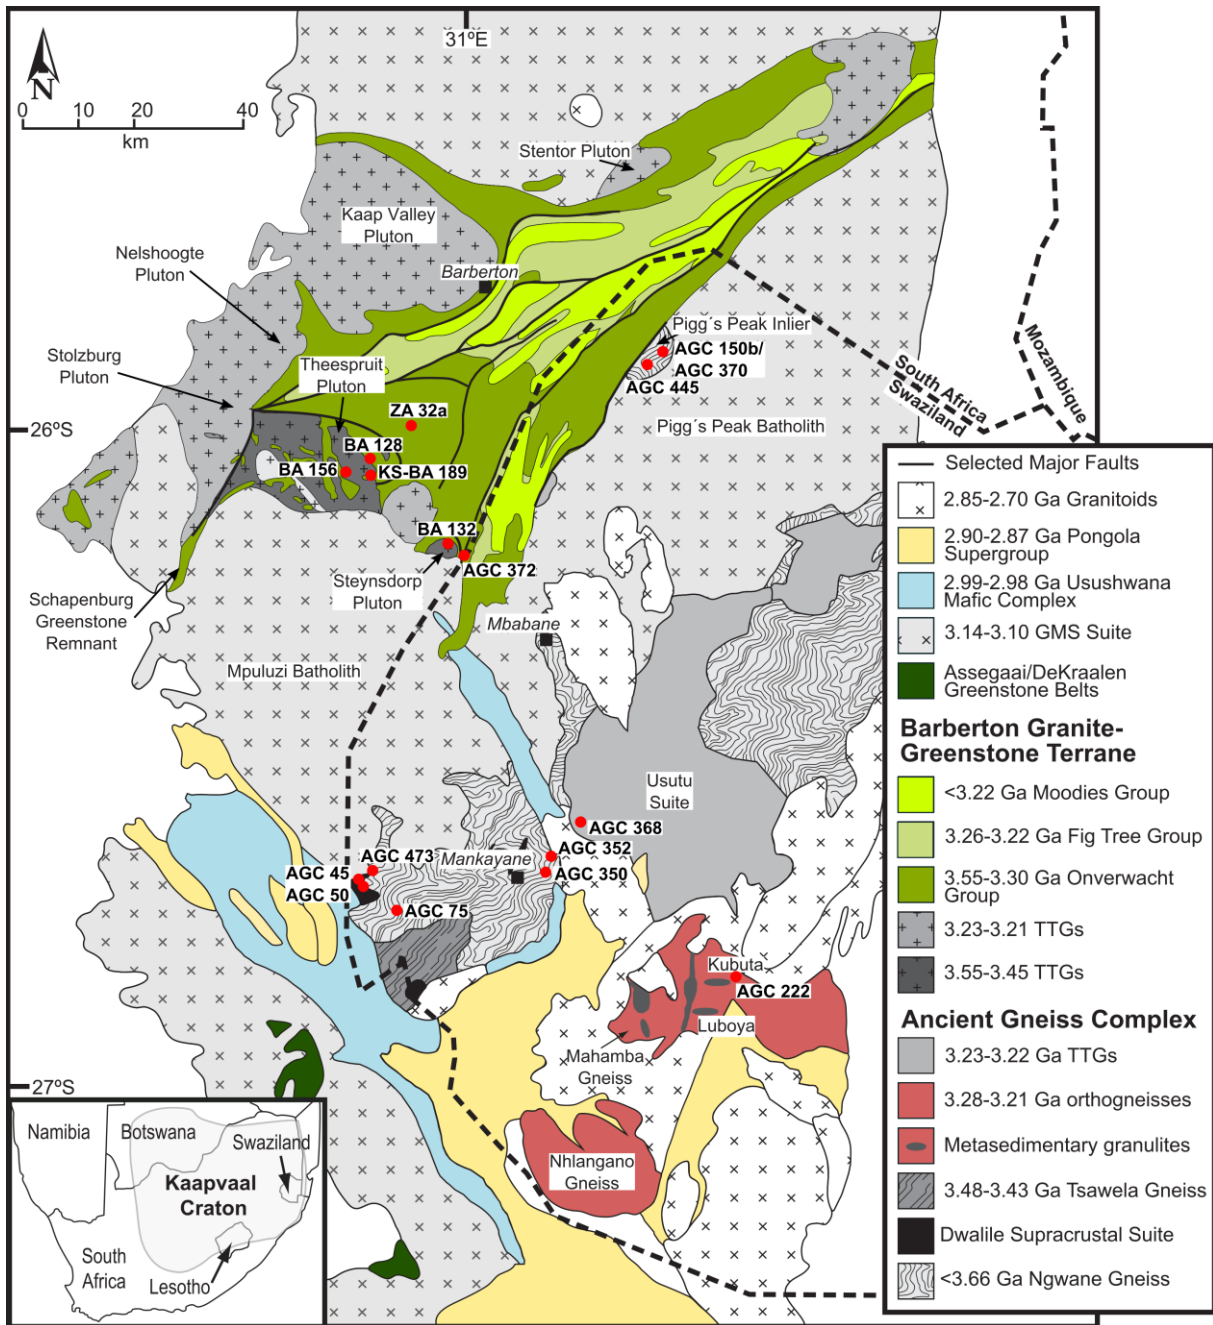 31ºE
N
0 10 20 40
km
Stentor Pluton
Kaap Valley
Pluton
Nelshoogte
Pluton
Barberton
Pigg´s Peak Inlier
Stolzburg
Pluton
Theespruit
Pluton
AGC 150b/
AGC 370
AGC 445
South Africa
Swaziland
Mozambique
ZA 32a
26ºS
Pigg´s Peak Batholith
BA 128
BA 156
KS-BA 189
BA 132
AGC 372
Steynsdorp
Pluton
Schapenburg
Greenstone
Remnant
Mbabane
Mpuluzi Batholith
Usutu
Suite
AGC 368
AGC 352
AGC 473
Mankayane
AGC 45
AGC 350
AGC 50
AGC 75
Kubuta
AGC 222
Luboya
Mahamba
Gneiss
27ºS
Nhlangano
Gneiss
Namibia
Botswana
Swaziland
Kaapvaal
Craton
South
Africa
Lesotho
Selected Major Faults
2.85-2.70 Ga Granitoids
2.90-2.87 Ga Pongola
Supergroup
2.99-2.98 Ga Usushwana
Mafic Complex
3.14-3.10 GMS Suite
Assegaai/DeKraalen
Greenstone Belts
Barberton Granite-
Greenstone Terrane
<3.22 Ga Moodies Group
3.26-3.22 Ga Fig Tree Group
3.55-3.30 Ga Onverwacht
Group
3.23-3.21 TTGs
3.55-3.45 TTGs
Ancient Gneiss Complex
3.23-3.22 Ga TTGs
3.28-3.21 Ga orthogneisses
Metasedimentary granulites
3.48-3.43 Ga Tsawela Gneiss
Dwalile Supracrustal Suite
<3.66 Ga Ngwane Gneiss